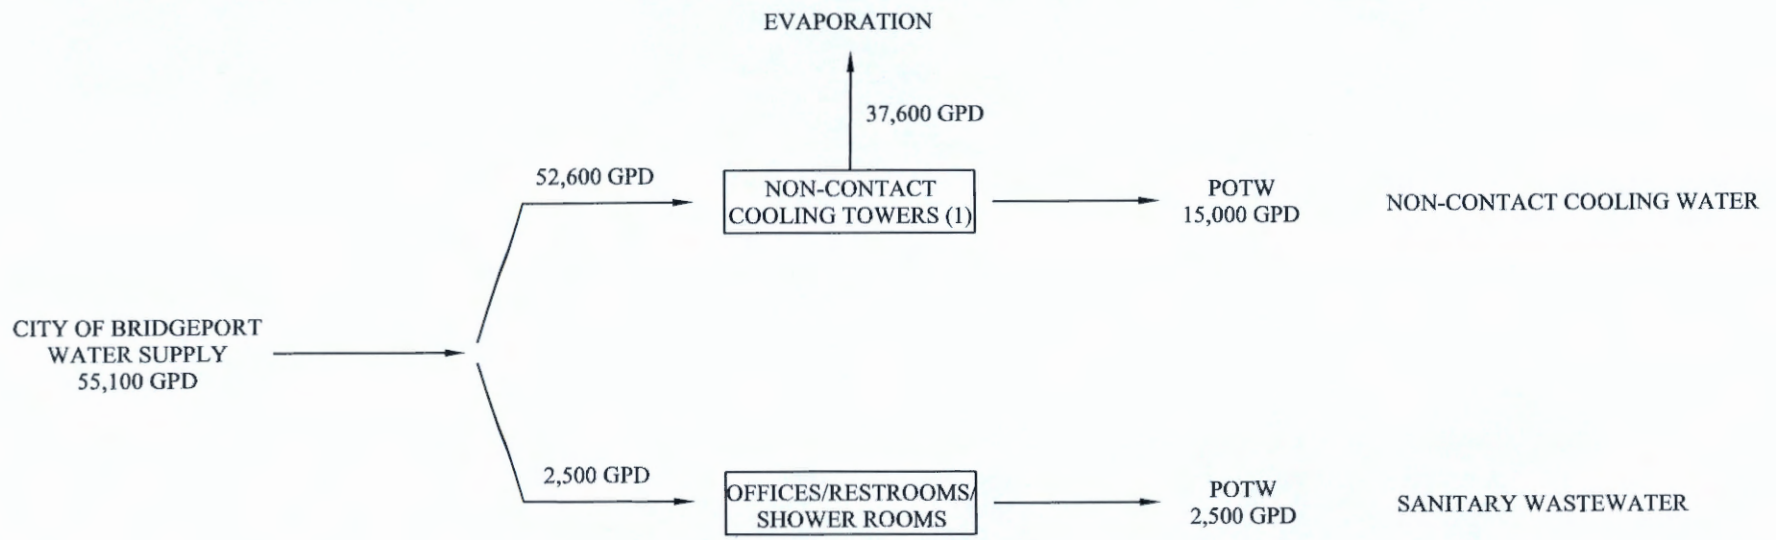 EVAPORATION
37,600 GPD
52,600 GPD
NON-CONTACT
COOLING TOWERS (1)
POTW
15,000 GPD
NON-CONTACT COOLING WATER
CITY OF BRIDGEPORT
WATER SUPPLY
55,100 GPD
2,500 GPD
OFFICES/RESTROOMS/
SHOWER ROOMS
POTW
2,500 GPD
SANITARY WASTEWATER